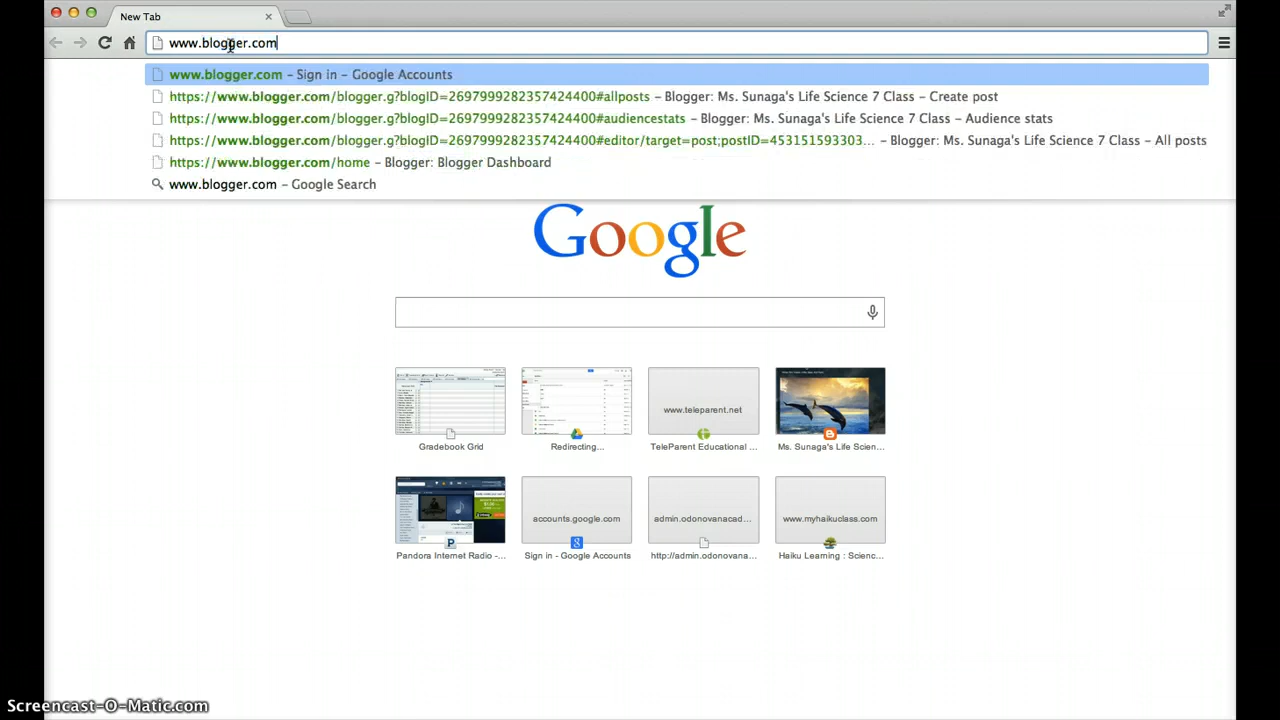 New Tab
www.blogger.com
www.blogger.com – Sign in – Google Accounts
https://www.blogger.com/blogger.g?blogID=2697999282357424400#allposts – Blogger: Ms. Sunaga's Life Science 7 Class – Create post
https://www.blogger.com/blogger.g?blogID=2697999282357424400#audiencestats – Blogger: Ms. Sunaga's Life Science 7 Class – Audience stats
https://www.blogger.com/blogger.g?blogID=2697999282357424400#editor/target=post;postID=453151593303... – Blogger: Ms. Sunaga's Life Science 7 Class – All posts
https://www.blogger.com/home – Blogger: Blogger Dashboard
www.blogger.com – Google Search
Google
www.teleparent.net
Gradebook Grid
Redirecting...
TeleParent Educational ...
Ms. Sunaga's Life Scien...
accounts.google.com
admin.odonovanacad...
www.myhaikuclass.com
Pandora Internet Radio -...
Sign in - Google Accounts
http://admin.odonovana...
Haiku Learning : Scienc...
Screencast-O-Matic.com